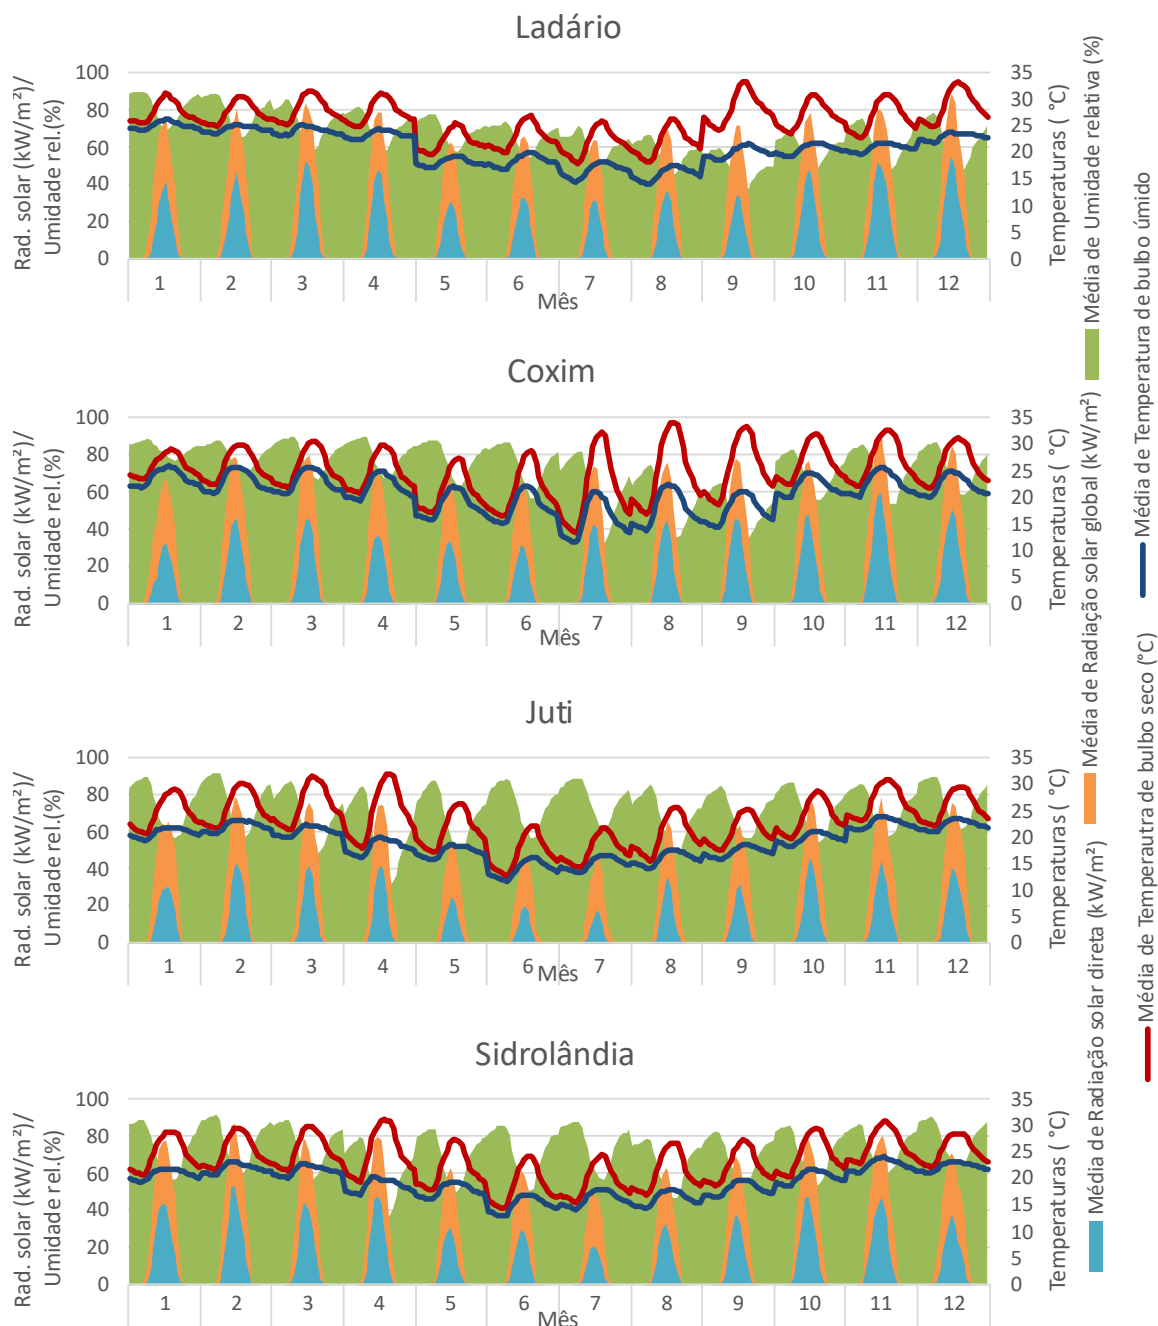 Ladário
Rad. solar (kW/m²)/
Umidade rel.(%)
100
80
60
40
20
0
35
30
25
20
15
10
5
0
Temperaturas ( °C)
1 2 3 4 5 6 7 8 9 10 11 12
Mês
Coxim
Rad. solar (kW/m²)/
Umidade rel.(%)
100
80
60
40
20
0
35
30
25
20
15
10
5
0
Temperaturas ( °C)
1 2 3 4 5 6 7 8 9 10 11 12
Mês
Juti
Rad. solar (kW/m²)/
Umidade rel.(%)
100
80
60
40
20
0
35
30
25
20
15
10
5
0
Temperaturas ( °C)
1 2 3 4 5 6 7 8 9 10 11 12
Mês
Sidrolândia
Rad. solar (kW/m²)/
Umidade rel.(%)
100
80
60
40
20
0
35
30
25
20
15
10
5
0
Temperaturas ( °C)
1 2 3 4 5 6 7 8 9 10 11 12
Mês
Média de Radiação solar direta (kW/m²)
Média de Radiação solar global (kW/m²)
Média de Umidade relativa (%)
Média de Temperautra de bulbo seco (°C)
Média de Temperatura de bulbo úmido